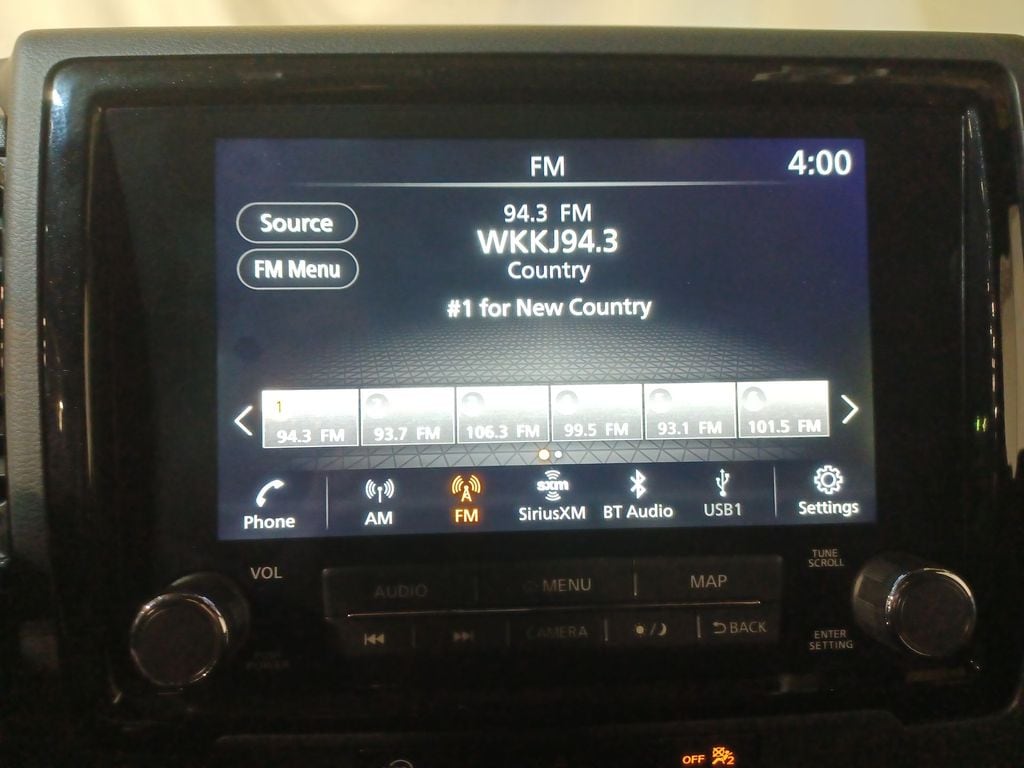 FM
4:00
Source
FM Menu
94.3 FM
WKKJ94.3
Country
#1 for New Country
1
94.3 FM
93.7 FM
106.3 FM
99.5 FM
93.1 FM
101.5 FM
Phone
AM
FM
sxm
SiriusXM
BT Audio
USB1
Settings
VOL
AUDIO
MENU
MAP
TUNE
SCROLL
CAMERA
BACK
ENTER
SETTING
OFF